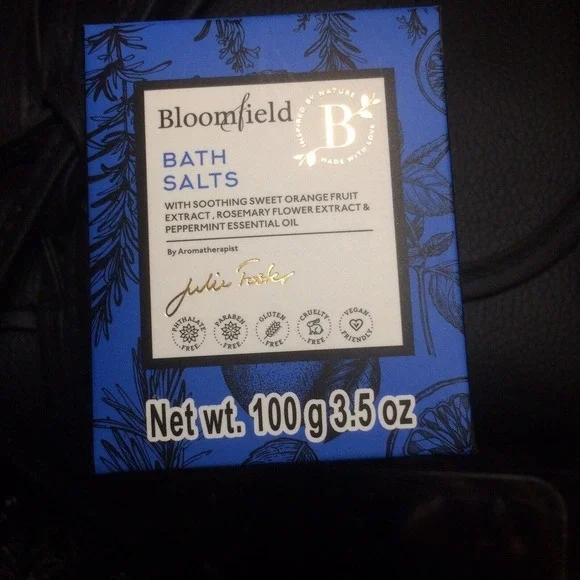 Bloomfield
INSPIRED BY NATURE
B
MADE WITH LOVE
BATH
SALTS
WITH SOOTHING SWEET ORANGE FRUIT
EXTRACT , ROSEMARY FLOWER EXTRACT &
PEPPERMINT ESSENTIAL OIL
By Aromatherapist
Julie Foster
PHTHALATE FREE
PARABEN FREE
GLUTEN FREE
CRUELTY FREE
VEGAN FRIENDLY
Net wt. 100 g 3.5 oz